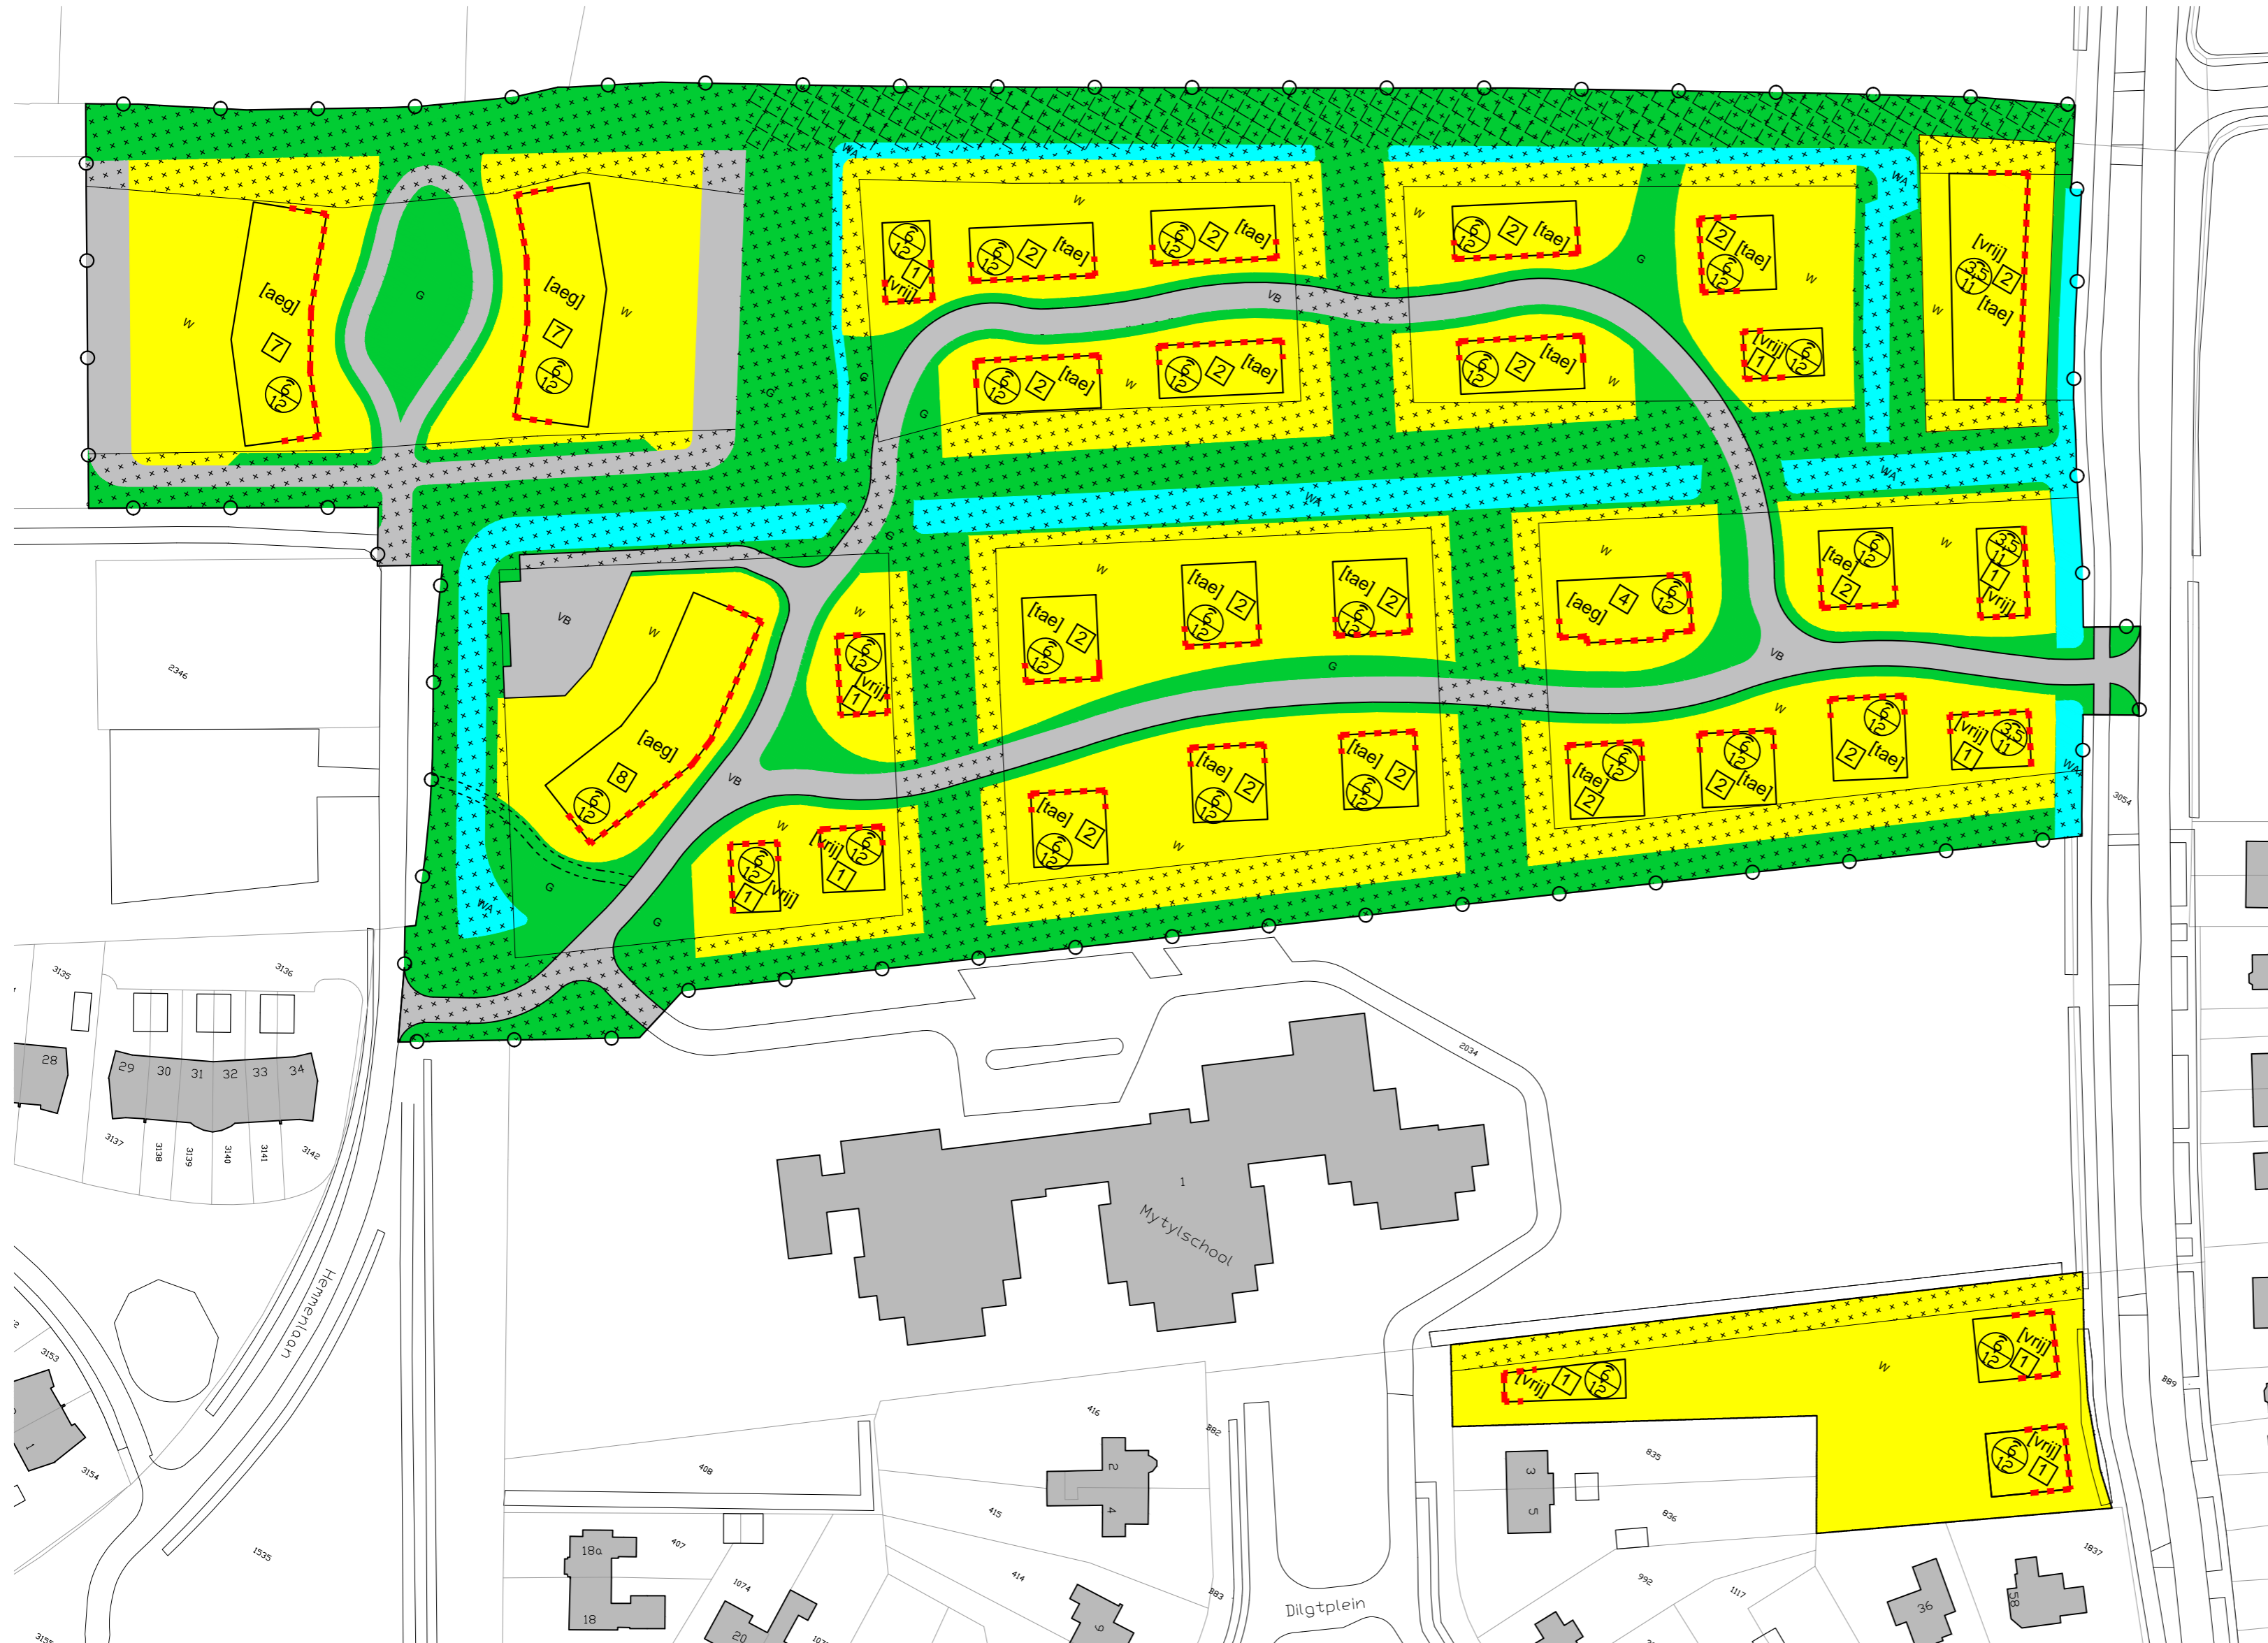 WA
WA
W
W
6
12
1
[vrij]
6
12
2
[tae]
6
12
2
[tae]
6
12
2
[tae]
2
[tae]
6
12
[vrij]
3,5
11
2
[tae]
W
W
G
[aeg]
7
6
12
G
[aeg]
7
6
12
W
W
VB
W
[vrij]
1
6
12
G
G
G
6
12
2
[tae]
W
6
12
2
[tae]
6
12
2
[tae]
W
WA
WA
G
VB
W
W
W
W
W
[tae]
2
6
12
[tae]
2
6
12
[tae]
2
6
12
[aeg]
4
6
12
[tae]
6
12
2
3,5
11
1
[vrij]
6
12
[vrij]
1
G
VB
[aeg]
8
6
12
VB
W
[tae]
2
6
12
[tae]
2
6
12
[tae]
2
6
12
W
[tae]
6
12
2
6
12
2
[tae]
6
12
2
[tae]
[vrij]
1
3,5
11
WA
W
6
12
1
[vrij]
[vrij]
6
12
1
G
G
WA
2346
3054
3135
3136
28
29
30
31
32
33
34
3137
3138
3139
3140
3141
3142
2034
1
Mytylschool
Hemmenlaan
3153
3154
1
1535
[vrij]
1
6
12
W
6
12
[vrij]
1
6
12
[vrij]
1
889
416
882
408
2
4
415
835
3
5
836
18a
407
18
1074
20
414
9
883
Dilgtplein
992
1117
36
58
1837